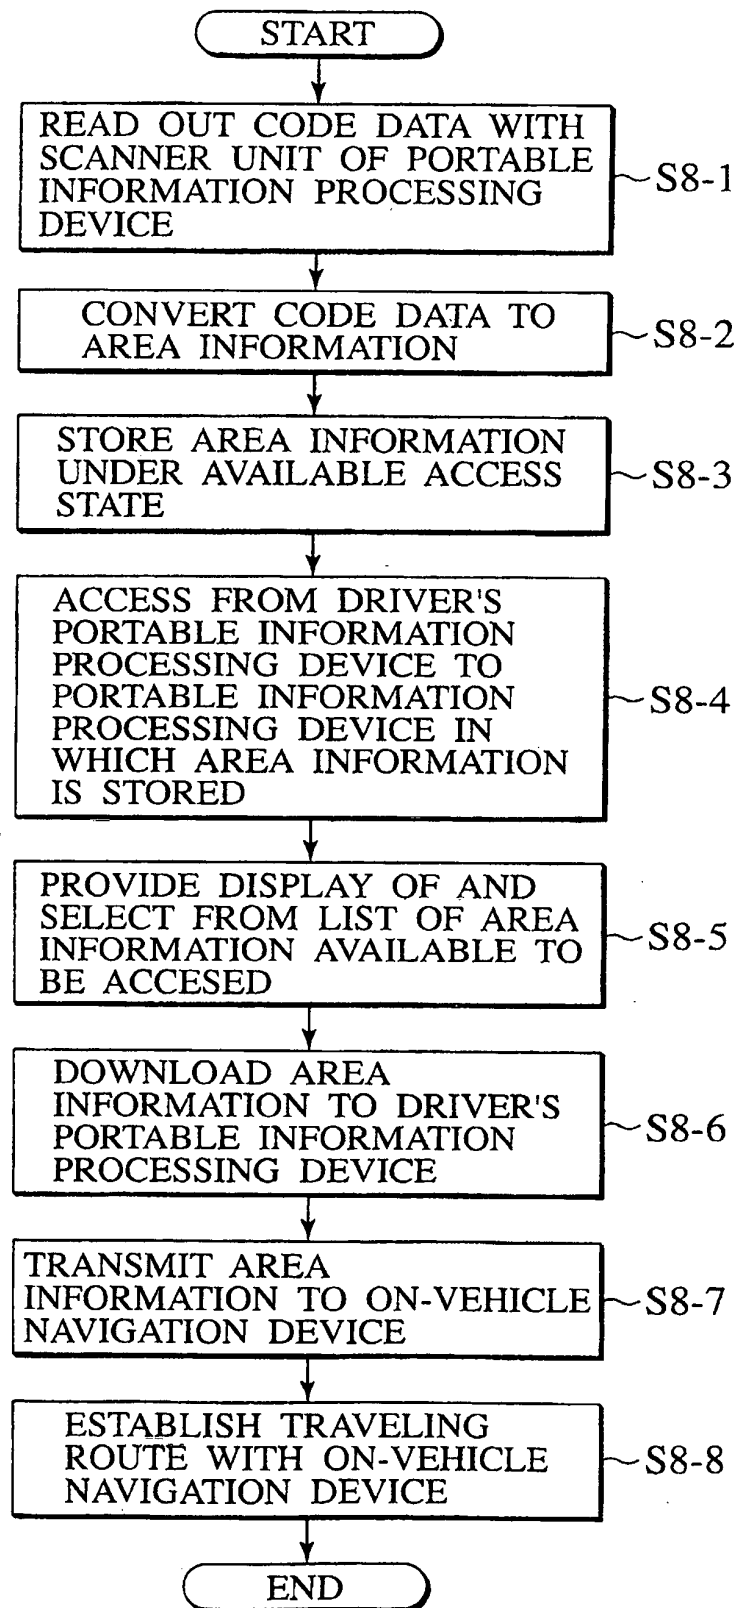 START
READ OUT CODE DATA WITH
SCANNER UNIT OF PORTABLE
INFORMATION PROCESSING
DEVICE
S8-1
CONVERT CODE DATA TO
AREA INFORMATION
S8-2
STORE AREA INFORMATION
UNDER AVAILABLE ACCESS
STATE
S8-3
ACCESS FROM DRIVER'S
PORTABLE INFORMATION
PROCESSING DEVICE TO
PORTABLE INFORMATION
PROCESSING DEVICE IN
WHICH AREA INFORMATION
IS STORED
S8-4
PROVIDE DISPLAY OF AND
SELECT FROM LIST OF AREA
INFORMATION AVAILABLE TO
BE ACCESED
S8-5
DOWNLOAD AREA
INFORMATION TO DRIVER'S
PORTABLE INFORMATION
PROCESSING DEVICE
S8-6
TRANSMIT AREA
INFORMATION TO ON-VEHICLE
NAVIGATION DEVICE
S8-7
ESTABLISH TRAVELING
ROUTE WITH ON-VEHICLE
NAVIGATION DEVICE
S8-8
END